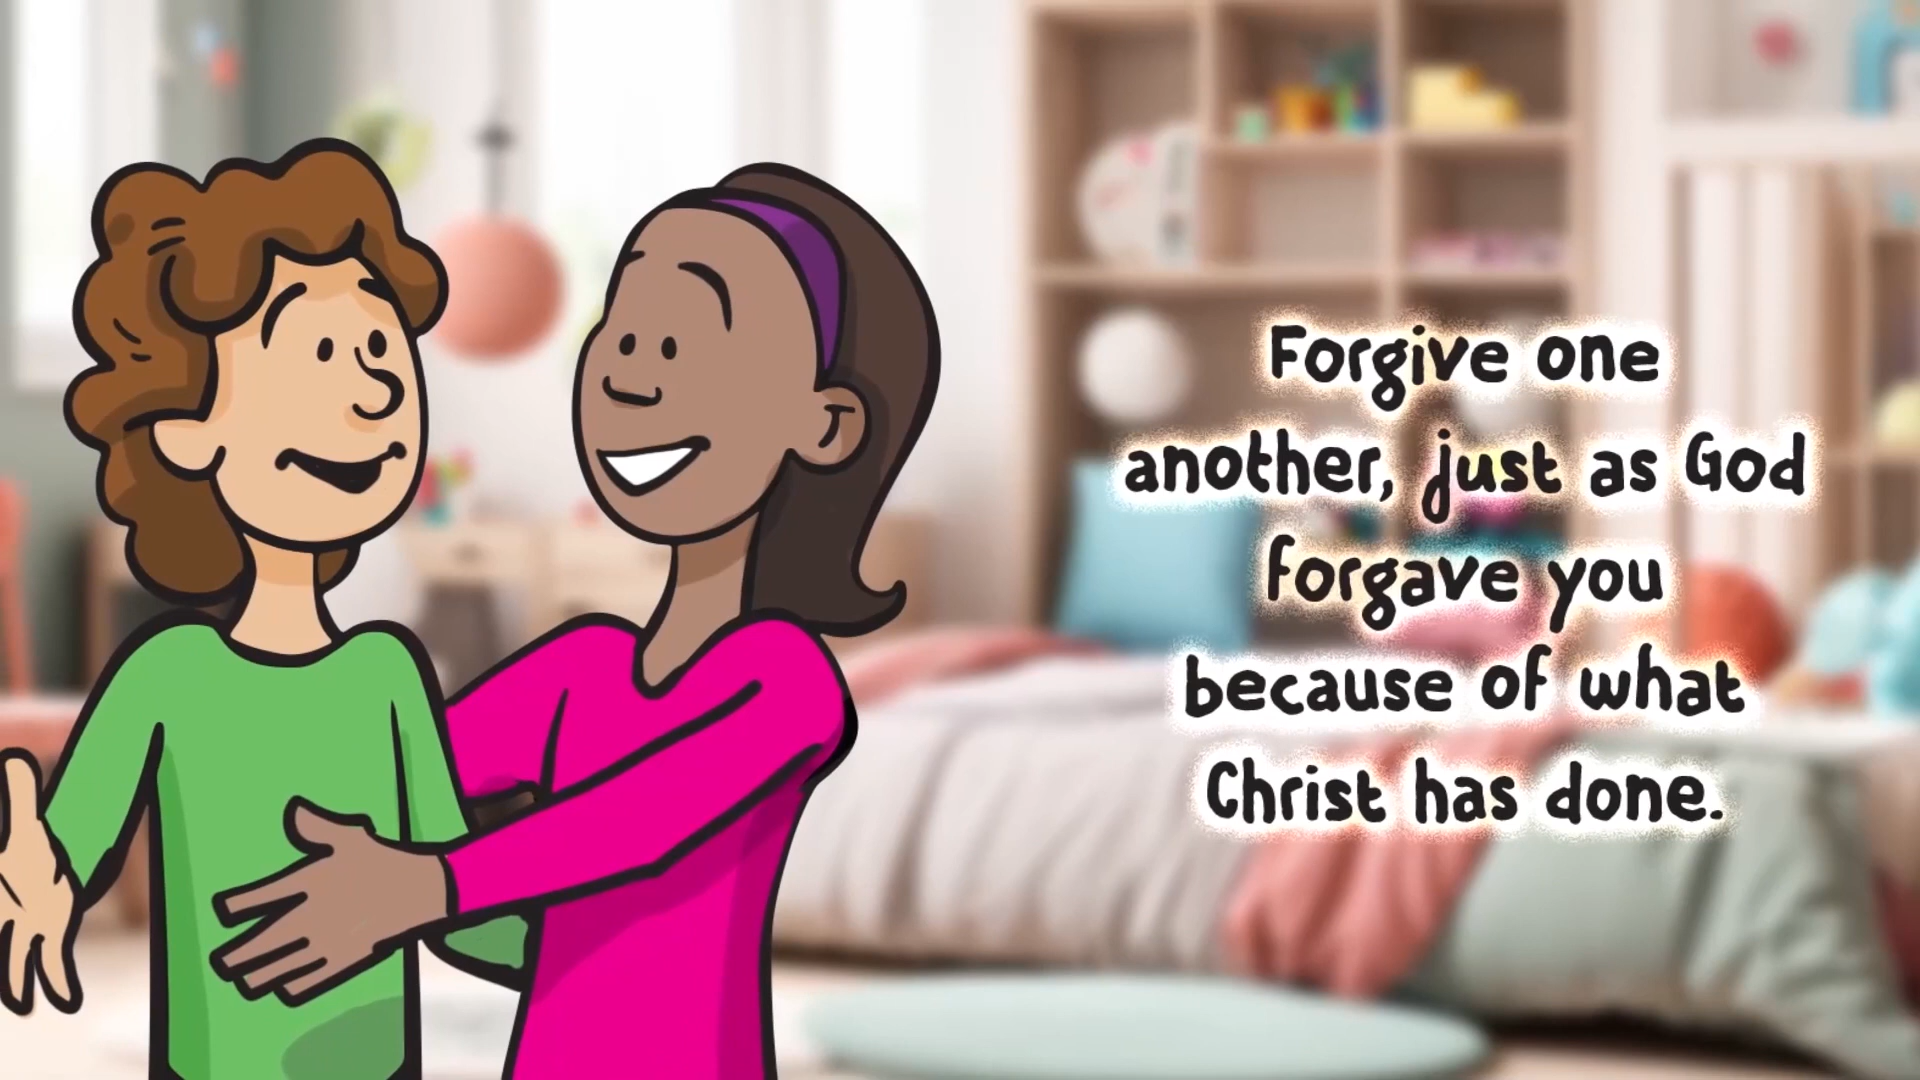 Forgive one
another, just as God
forgave you
because of what
Christ has done.